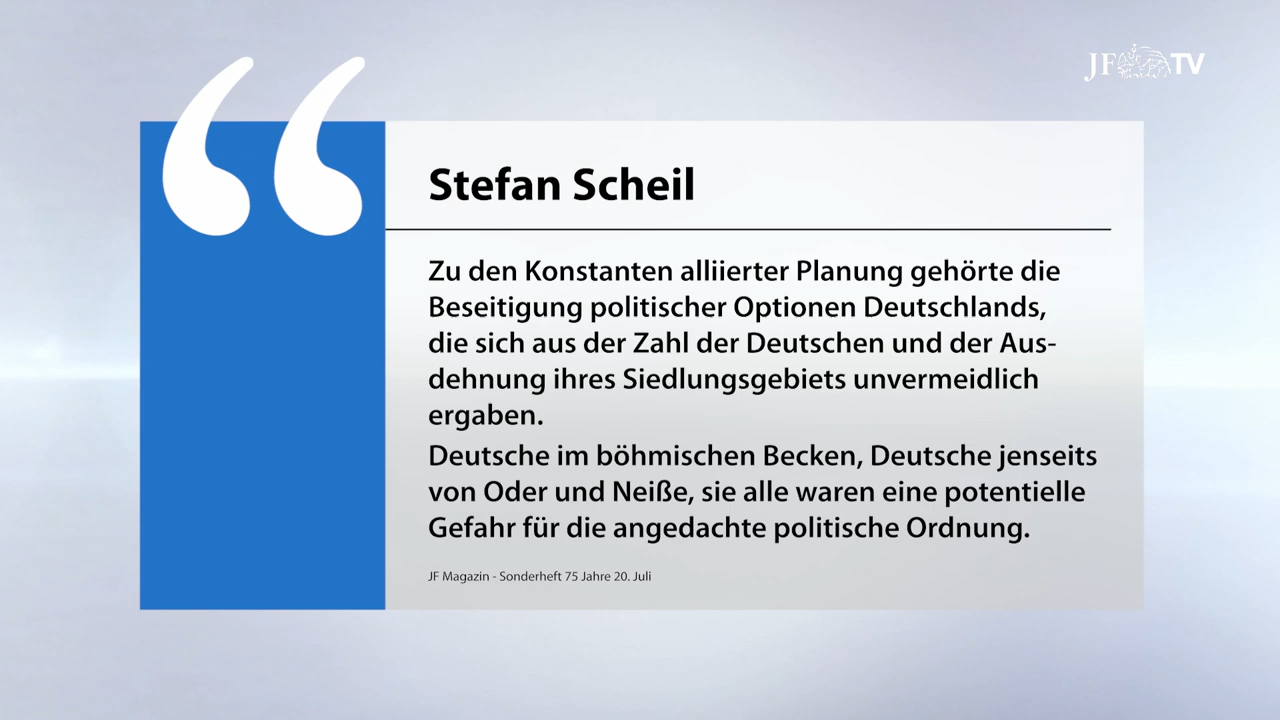 JF TV
Stefan Scheil
Zu den Konstanten alliierter Planung gehörte die
Beseitigung politischer Optionen Deutschlands,
die sich aus der Zahl der Deutschen und der Aus-
dehnung ihres Siedlungsgebiets unvermeidlich
ergaben.
Deutsche im böhmischen Becken, Deutsche jenseits
von Oder und Neiße, sie alle waren eine potentielle
Gefahr für die angedachte politische Ordnung.
JF Magazin - Sonderheft 75 Jahre 20. Juli